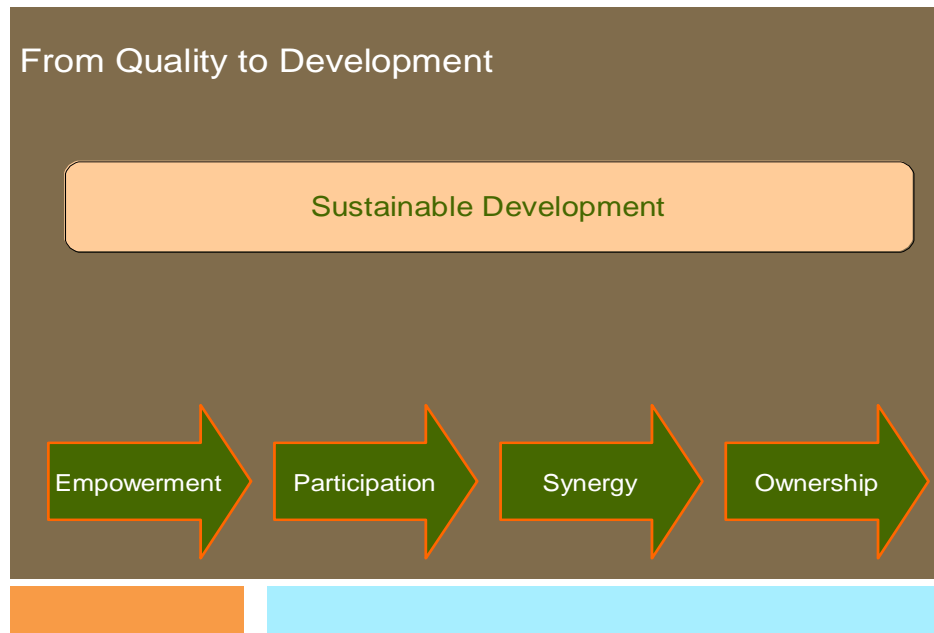 From Quality to Development
Sustainable Development
Empowerment
Participation
Synergy
Ownership